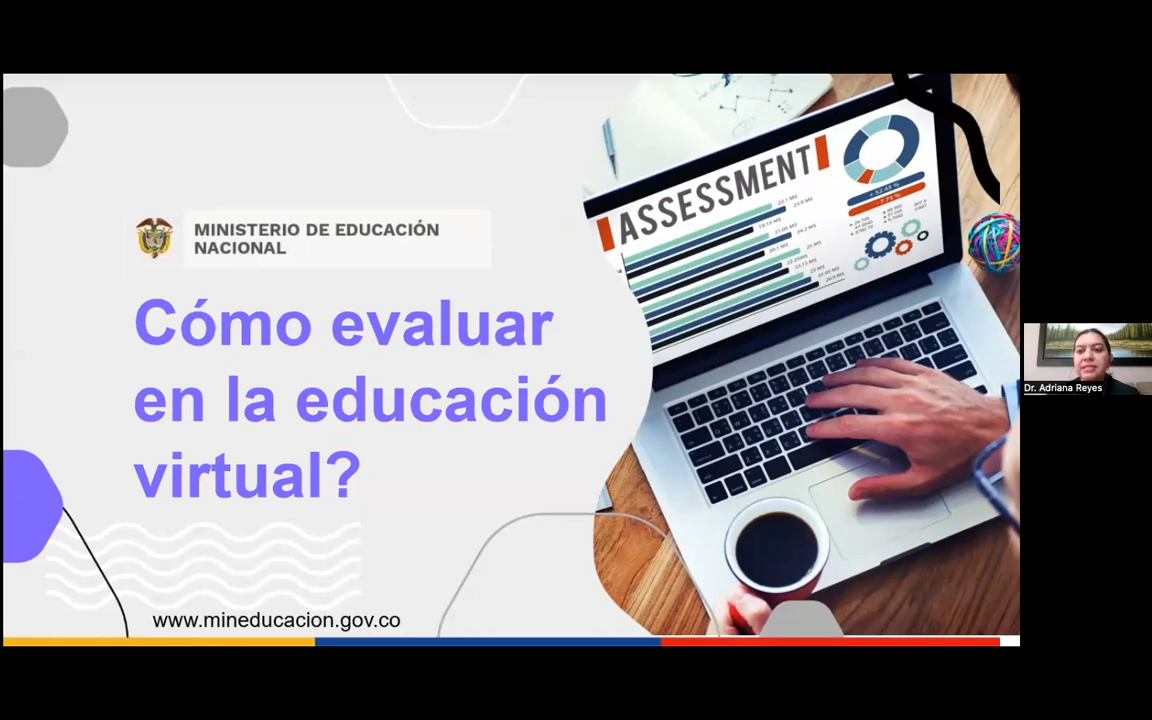 MINISTERIO DE EDUCACIÓN
NACIONAL
Cómo evaluar
en la educación
virtual?
www.mineducacion.gov.co
ASSESSMENT
Dr. Adriana Reyes